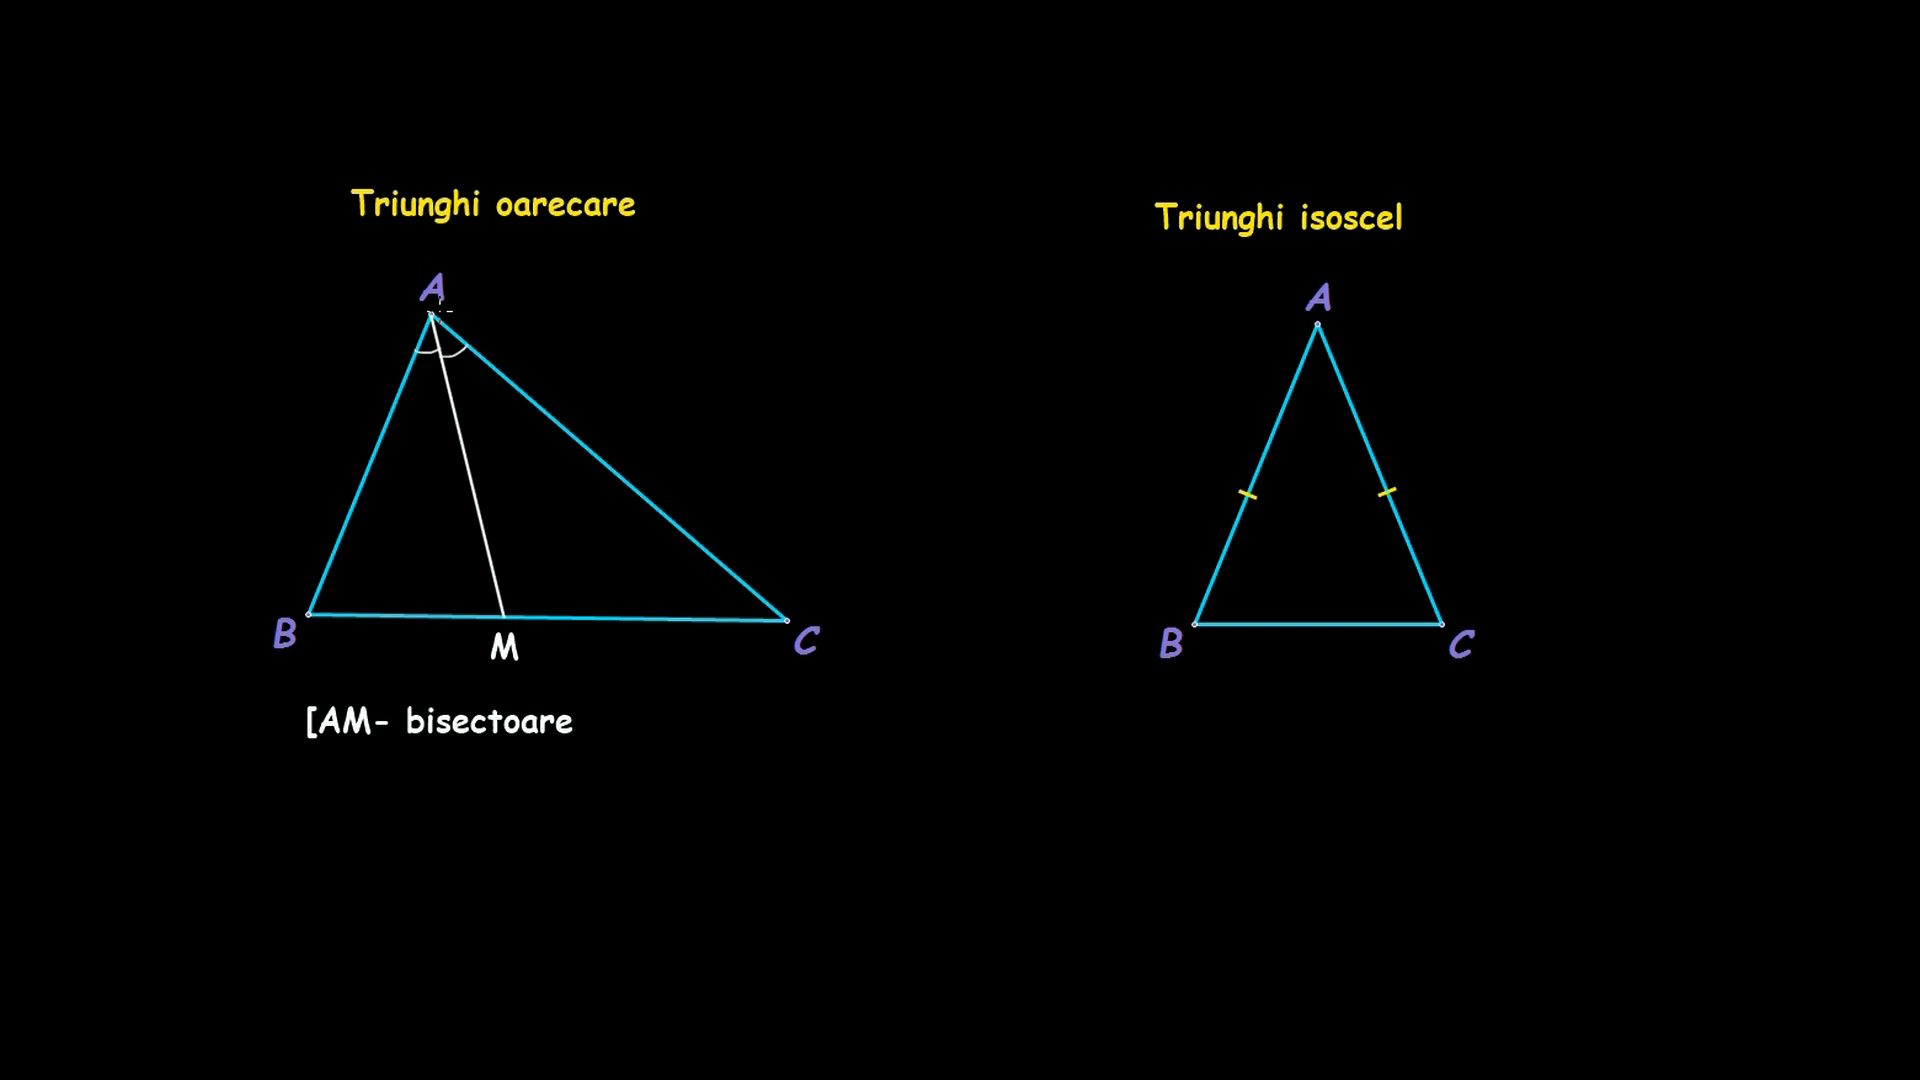 Triunghi oarecare
A
B
M
C
[AM- bisectoare
Triunghi isoscel
A
B
C